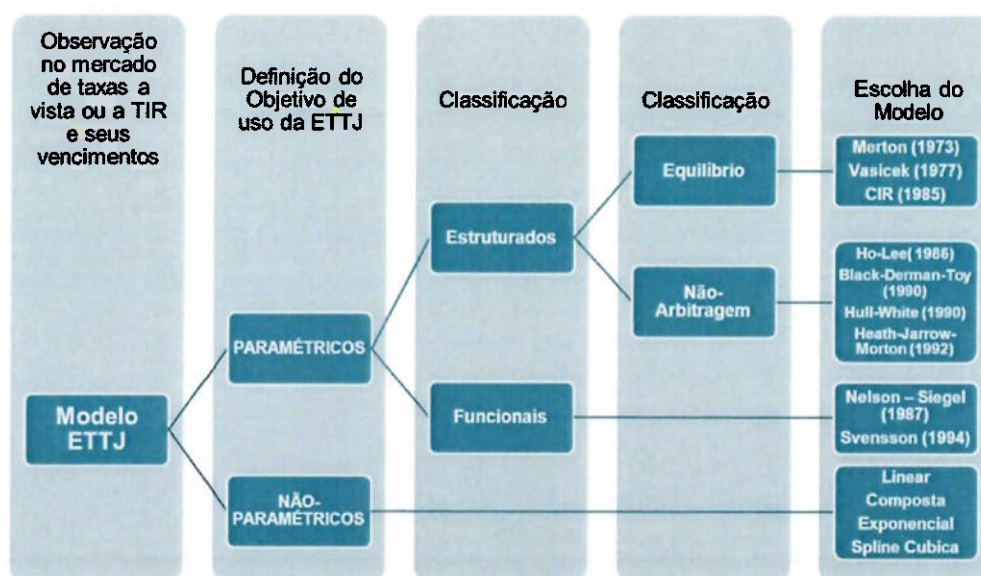 Observação
no mercado
de taxas a
vista ou a TIR
e seus
vencimentos
Definição do
Objetivo de
uso da ETTJ
Classificação
Classificação
Escolha do
Modelo
Modelo
ETTJ
PARAMÉTRICOS
NÃO-
PARAMÉTRICOS
Estruturados
Funcionais
Equilíbrio
Não-
Arbitragem
Merton (1973)
Vasicek (1977)
CIR (1985)
Ho-Lee( 1986)
Black-Derman-Toy
(1990)
Hull-White (1990)
Heath-Jarrow-
Morton (1992)
Nelson – Siegel
(1987)
Svensson (1994)
Linear
Composta
Exponencial
Spline Cubica